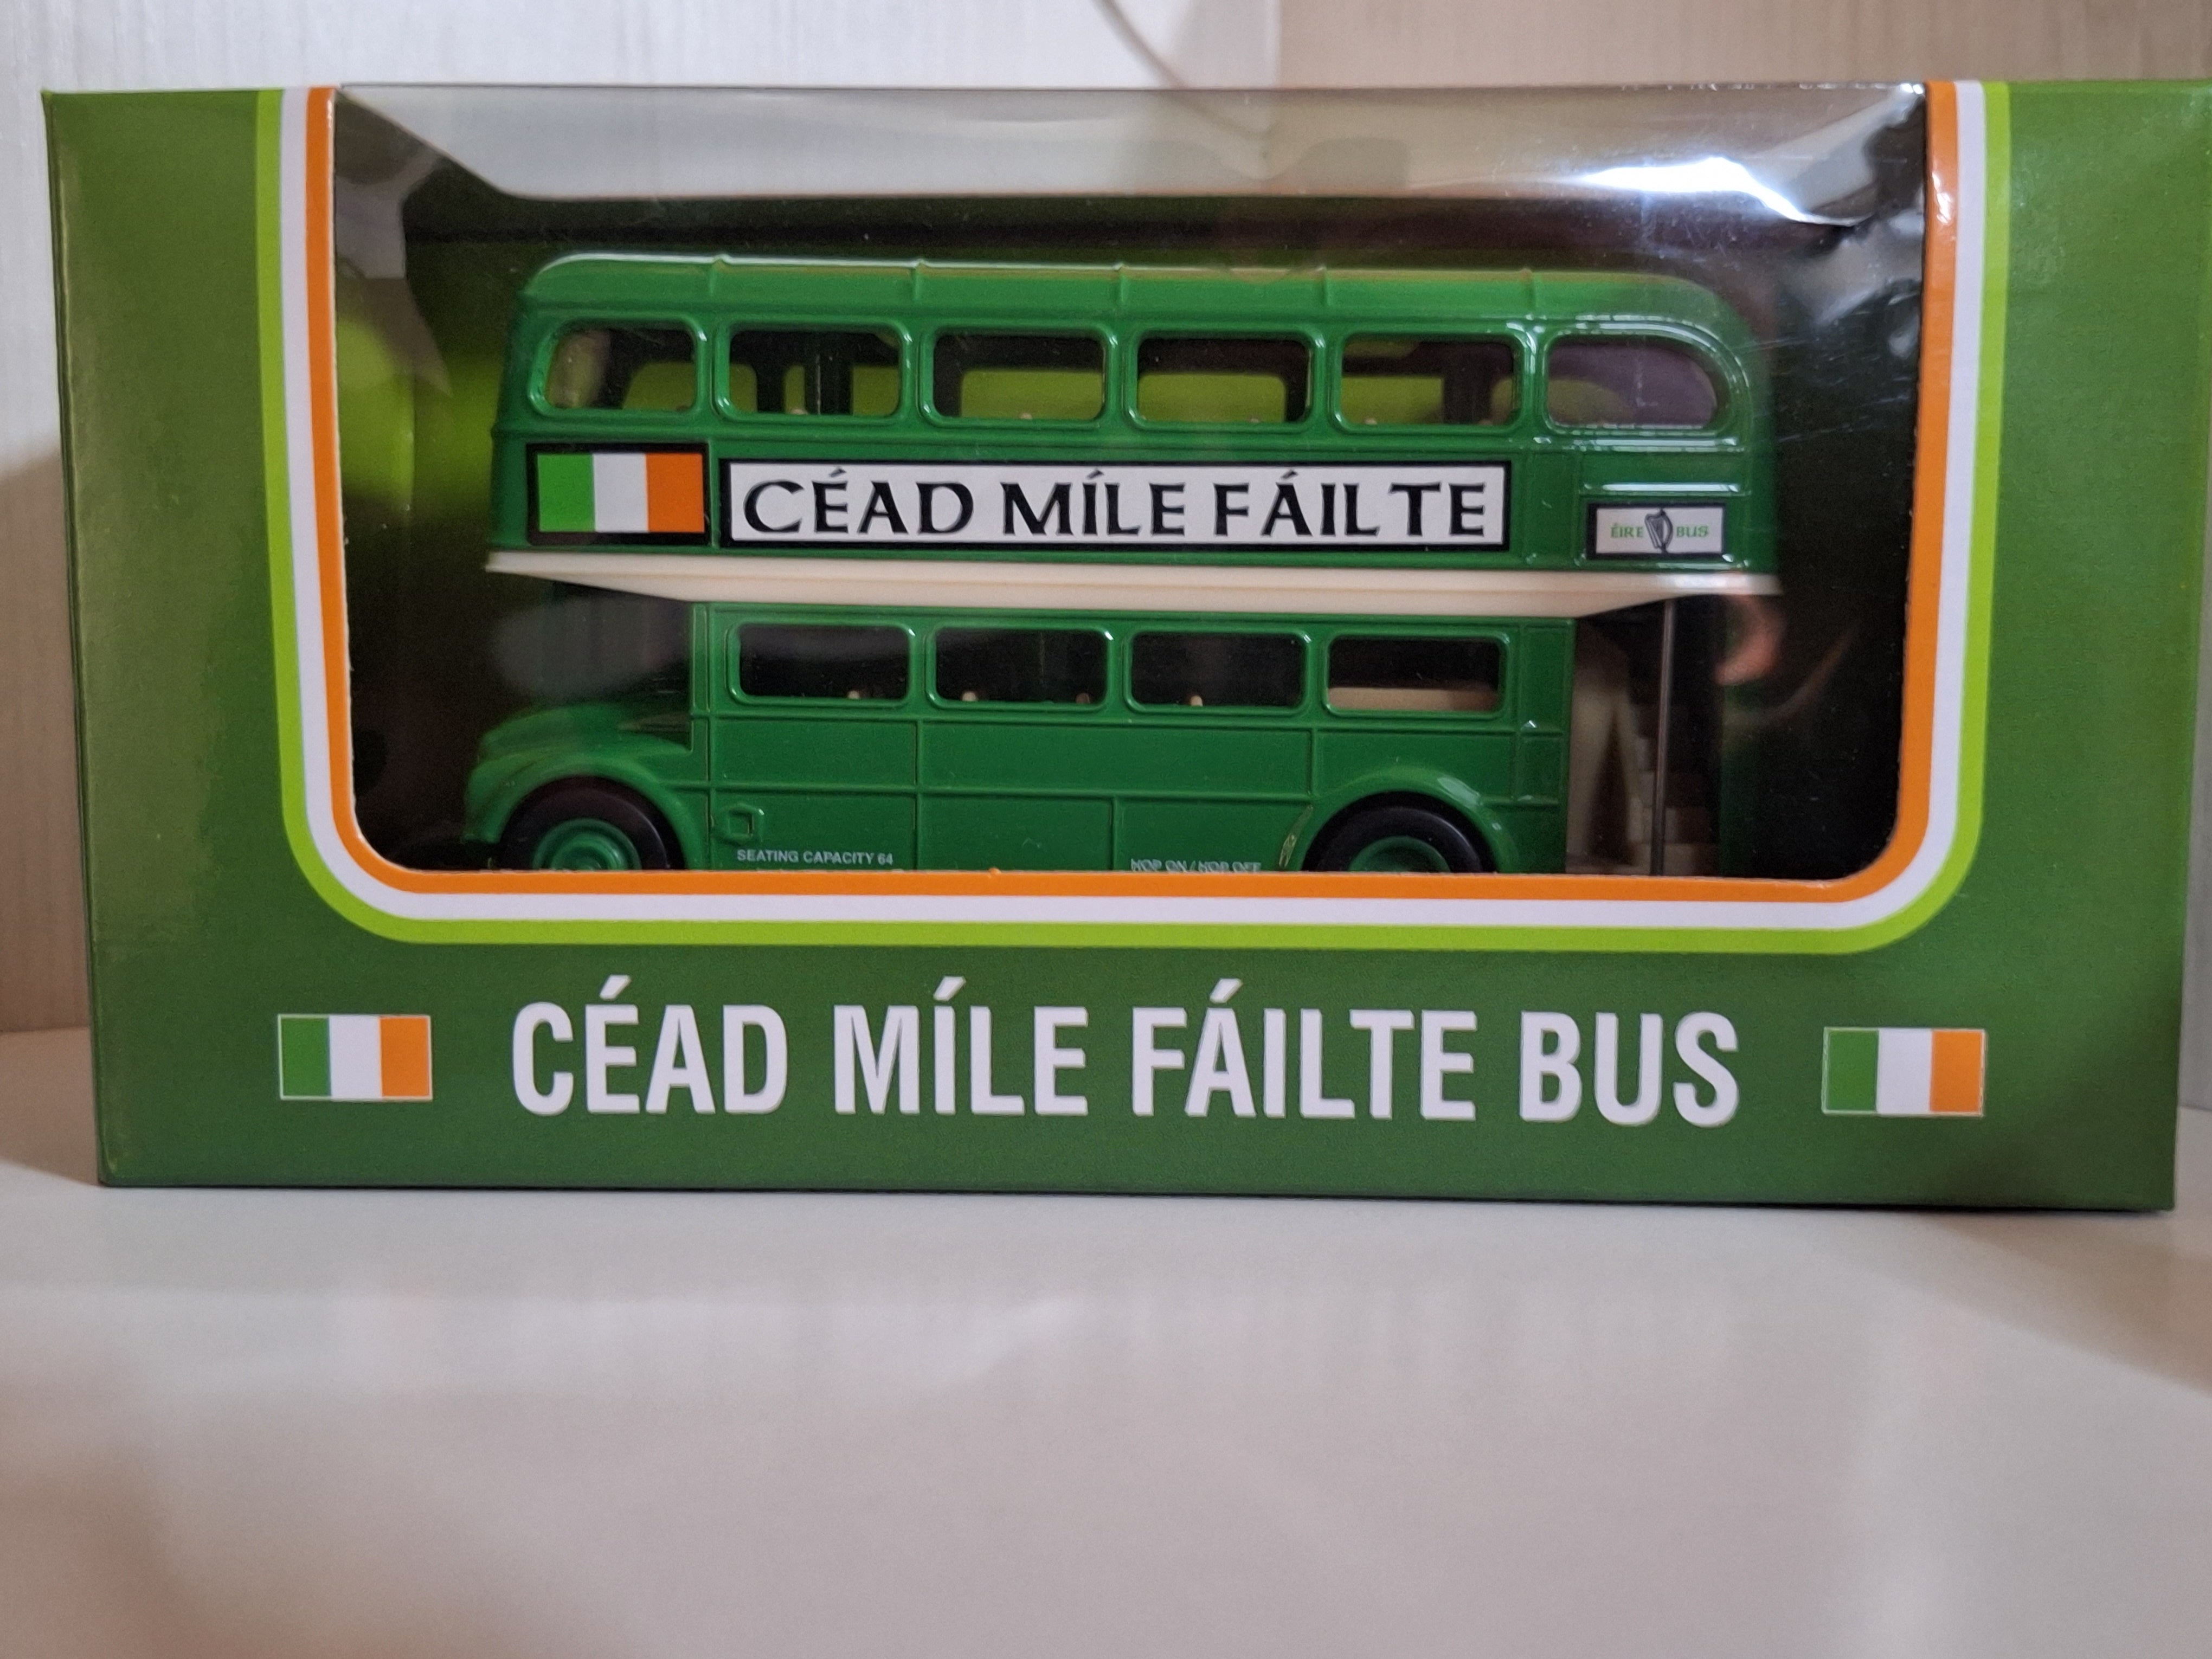 CÉAD MÍLE FÁILTE
ÉIRE BUS
SEATING CAPACITY 64
HOP ON / HOP OFF
CÉAD MÍLE FÁILTE BUS